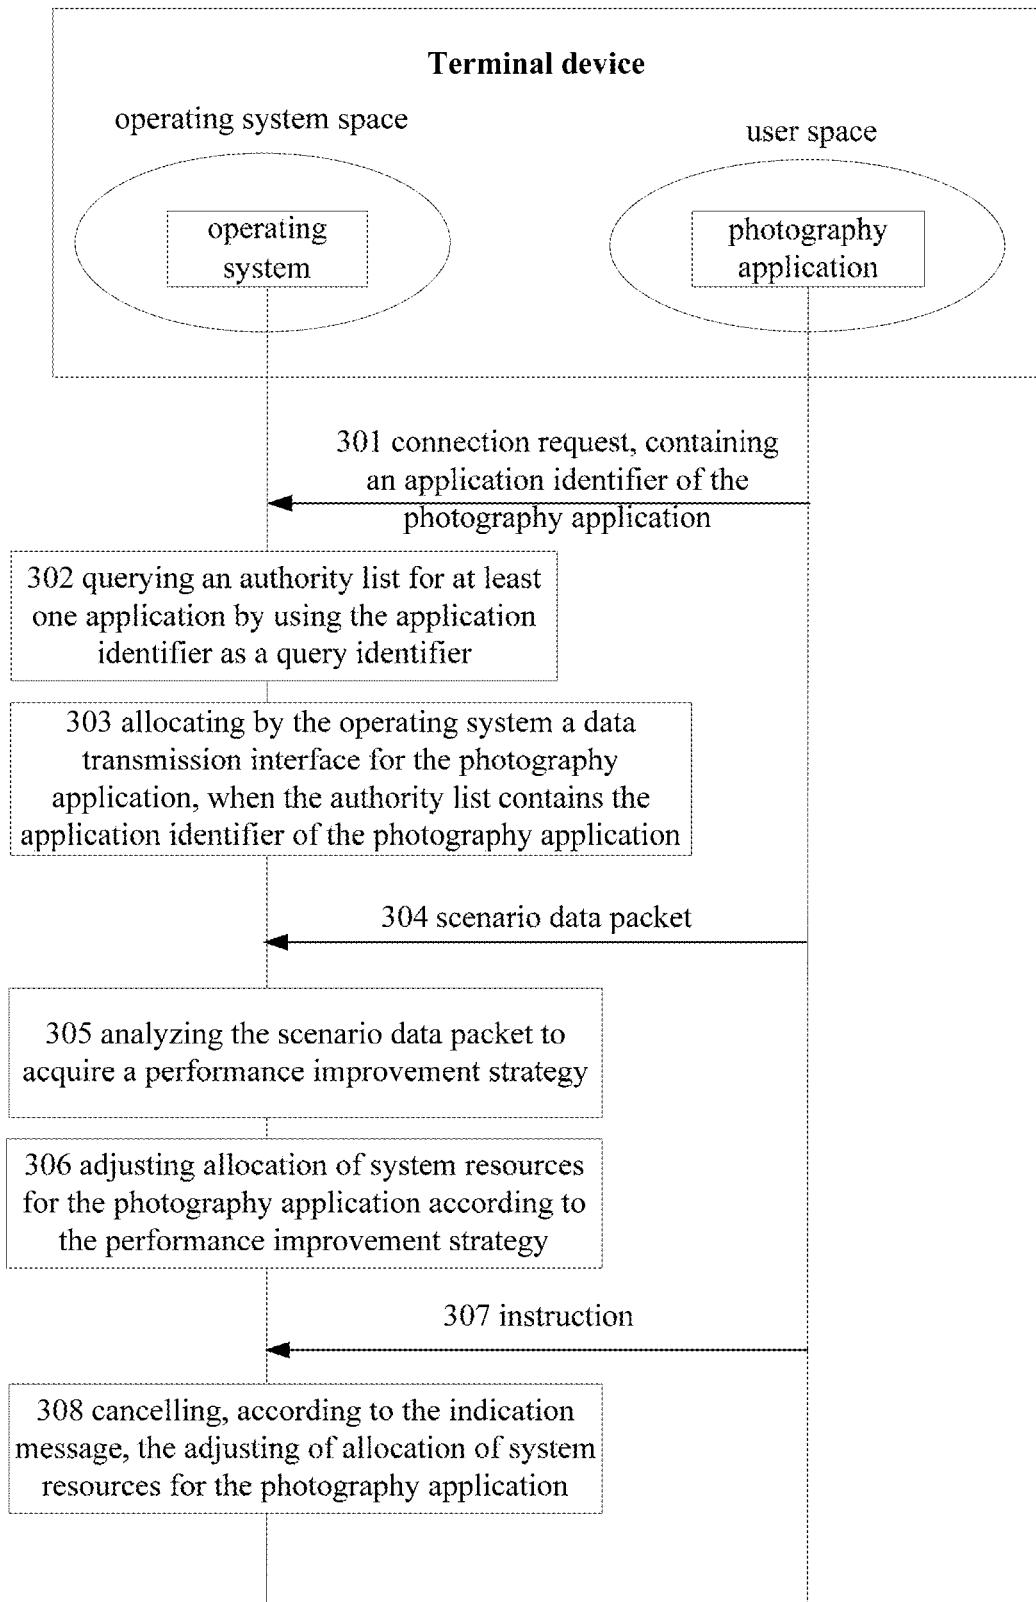 Terminal device
operating system space
user space
operating
system
photography
application
301 connection request, containing
an application identifier of the
photography application
302 querying an authority list for at least
one application by using the application
identifier as a query identifier
303 allocating by the operating system a data
transmission interface for the photography
application, when the authority list contains the
application identifier of the photography application
304 scenario data packet
305 analyzing the scenario data packet to
acquire a performance improvement strategy
306 adjusting allocation of system resources
for the photography application according to
the performance improvement strategy
307 instruction
308 cancelling, according to the indication
message, the adjusting of allocation of system
resources for the photography application